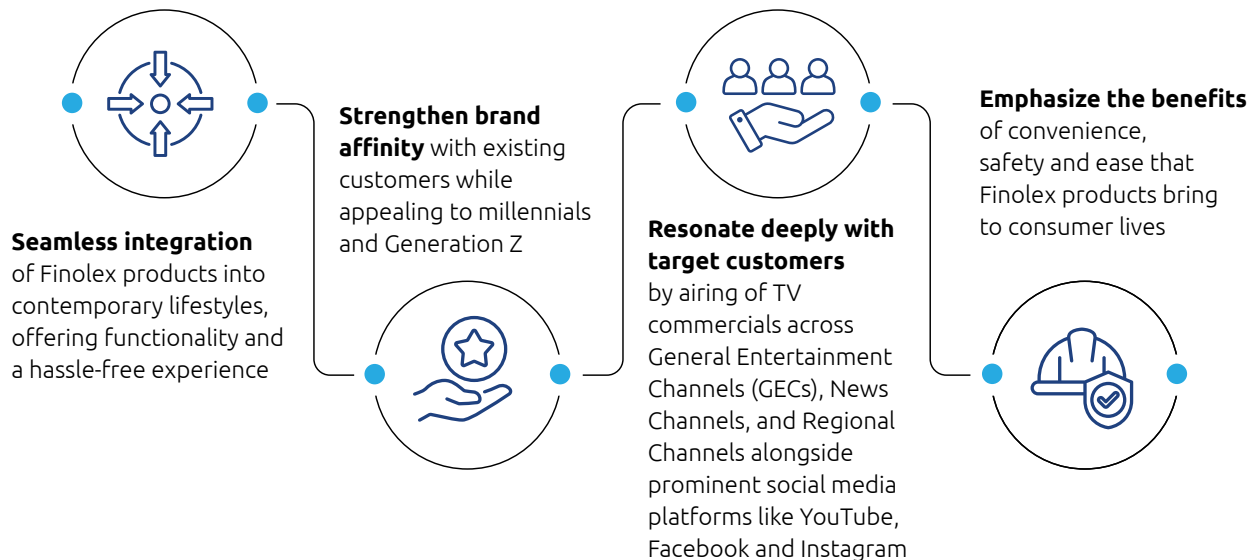 Seamless integration
of Finolex products into
contemporary lifestyles,
offering functionality and
a hassle-free experience
Strengthen brand
affinity with existing
customers while
appealing to millennials
and Generation Z
Resonate deeply with
target customers
by airing of TV
commercials across
General Entertainment
Channels (GECs), News
Channels, and Regional
Channels alongside
prominent social media
platforms like YouTube,
Facebook and Instagram
Emphasize the benefits
of convenience,
safety and ease that
Finolex products bring
to consumer lives